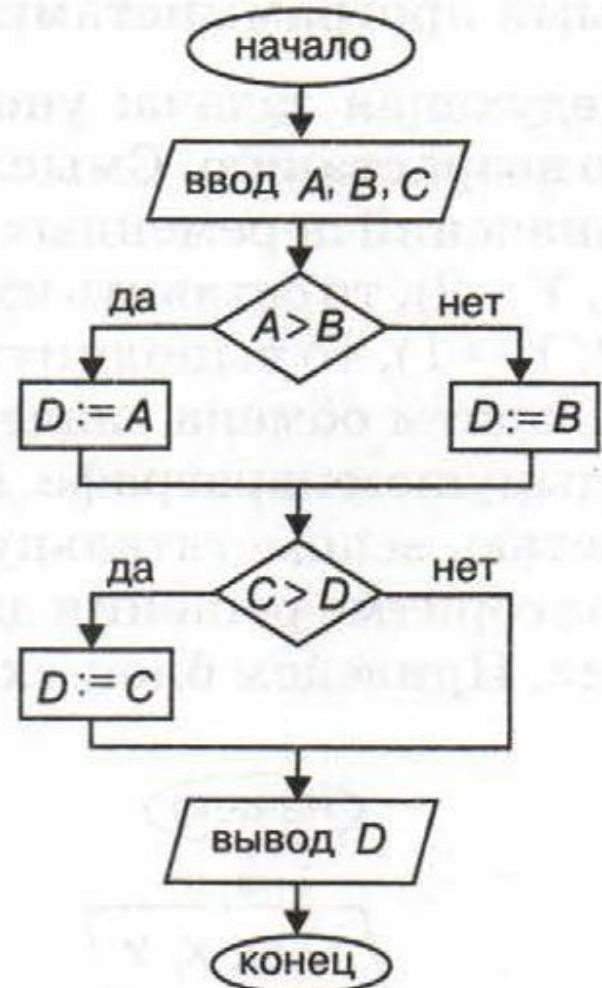 начало
ввод A, B, C
да
A > B
нет
D := A
D := B
да
C > D
нет
D := C
вывод D
конец